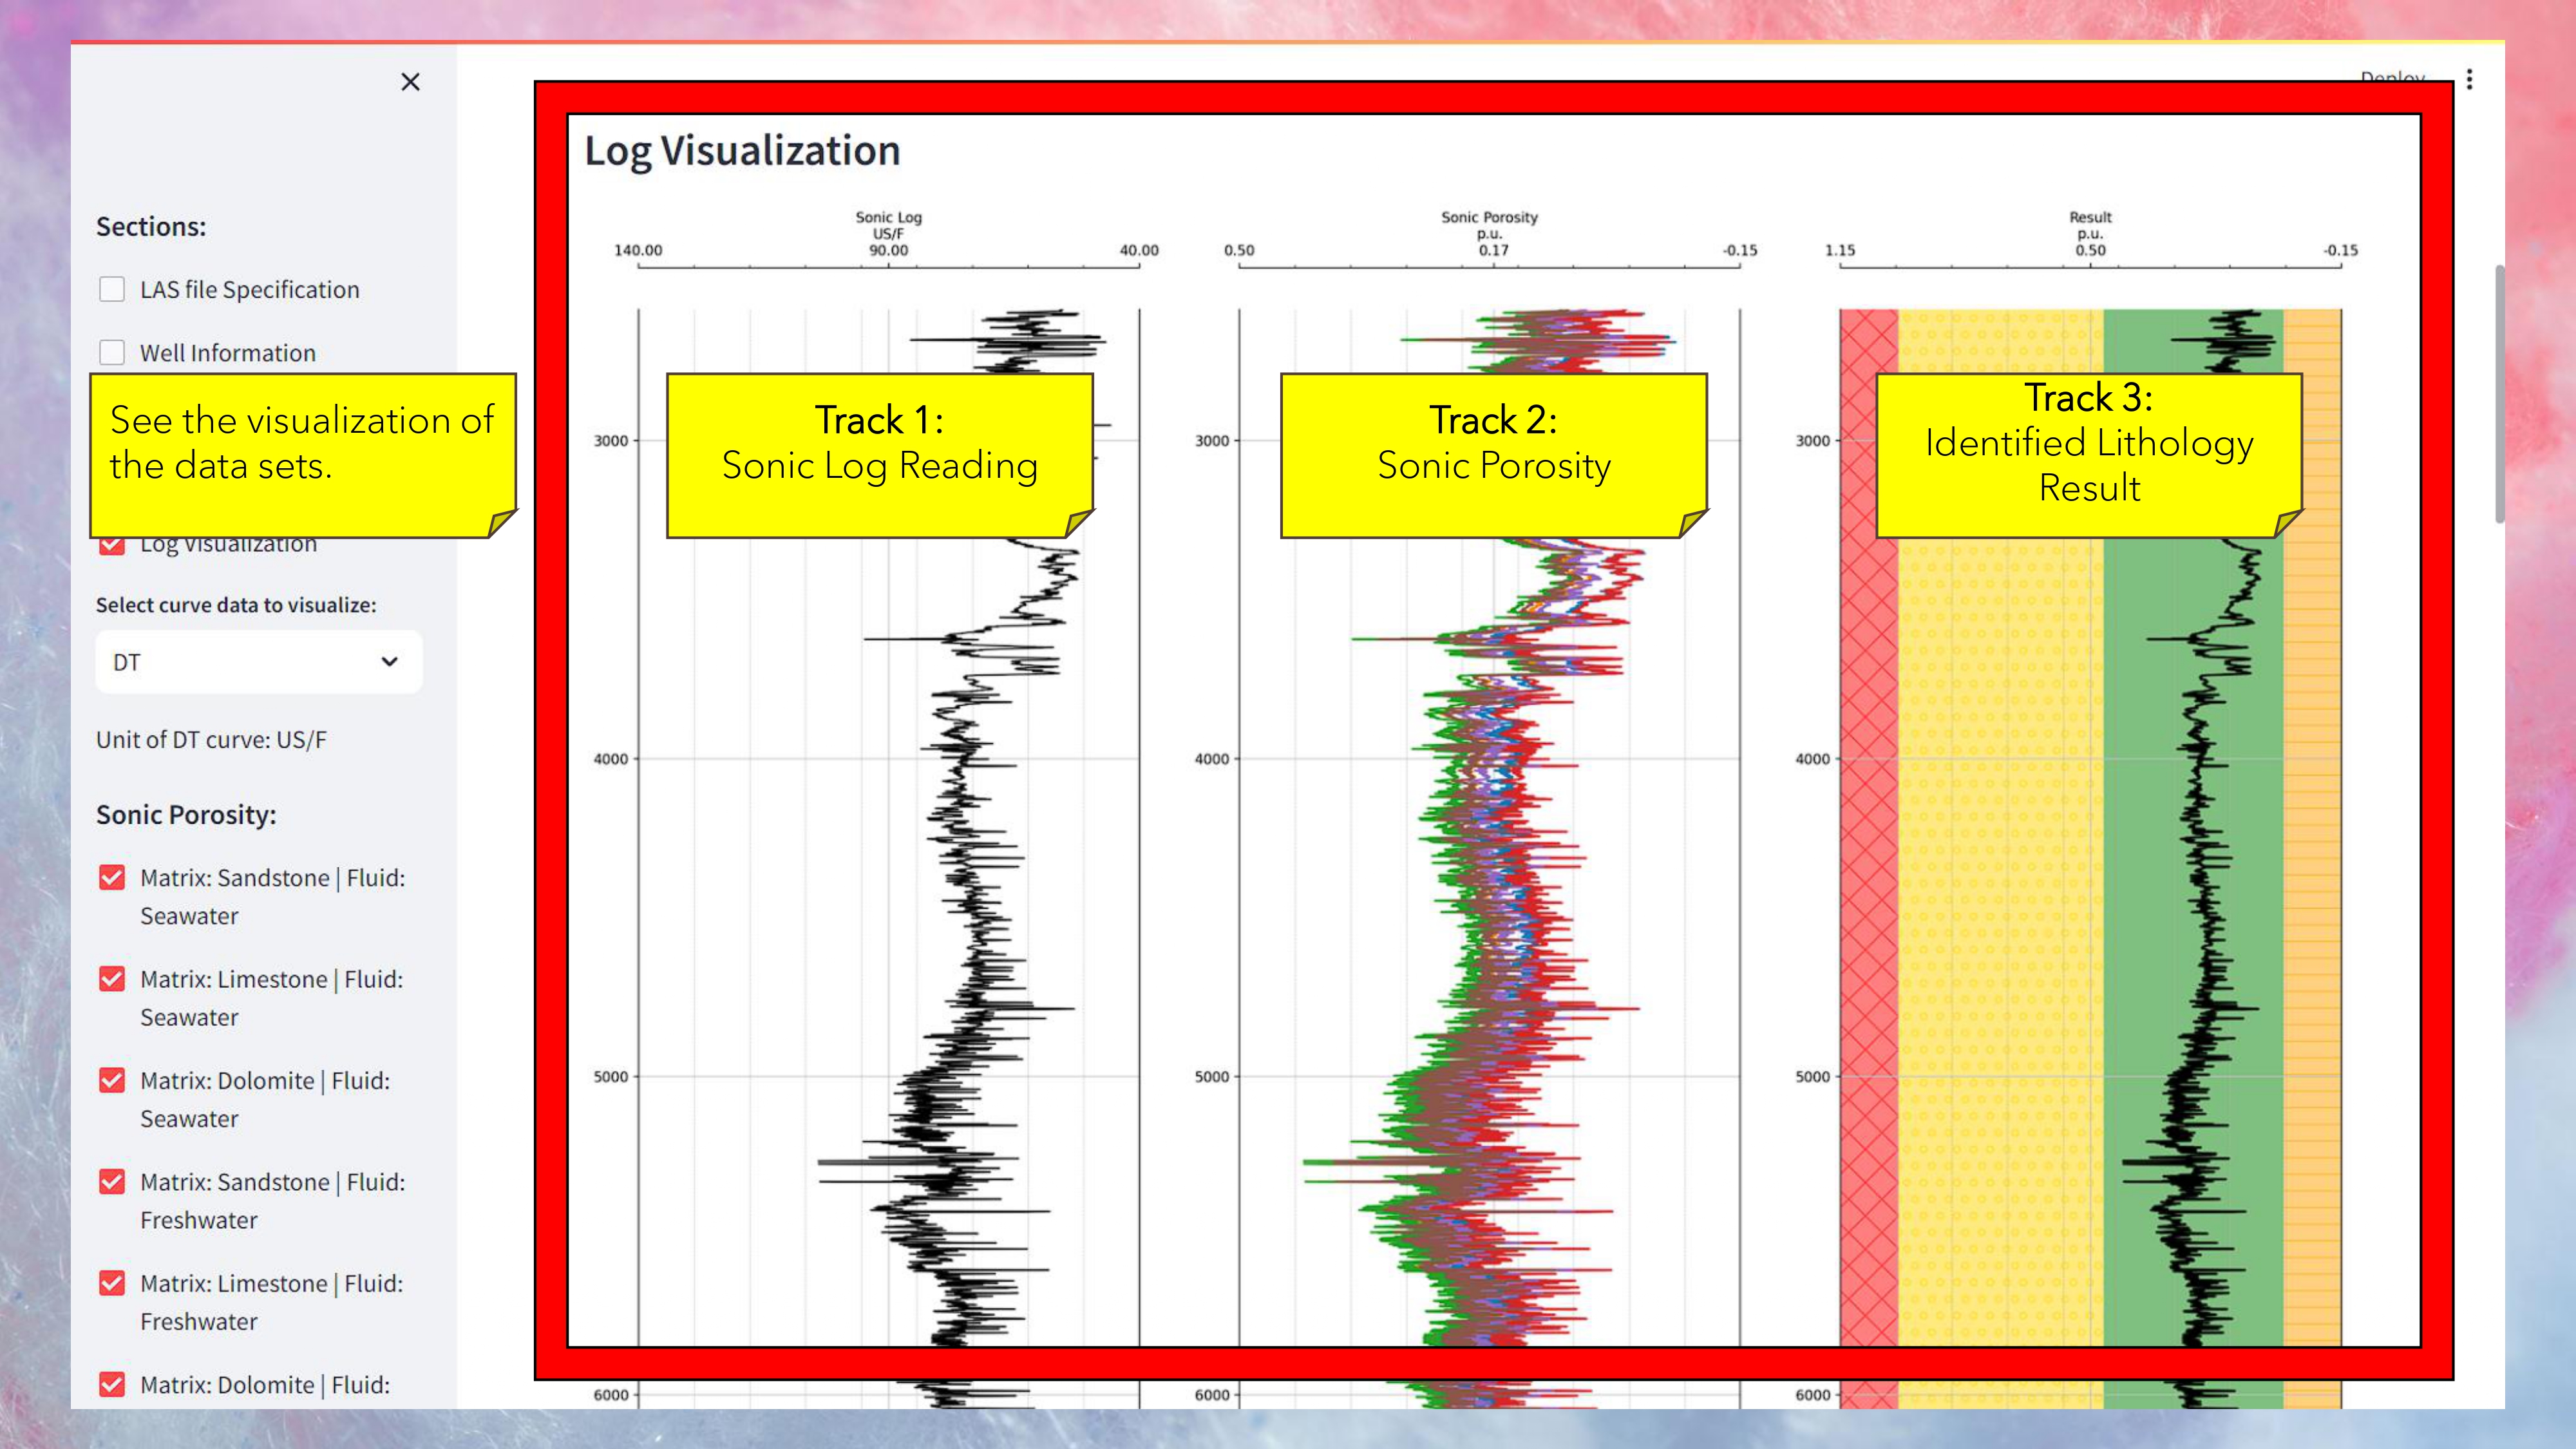 Deploy
Sections:
LAS file Specification
Well Information
See the visualization of
the data sets.
Log Visualization
Select curve data to visualize:
DT
Unit of DT curve: US/F
Sonic Porosity:
Matrix: Sandstone | Fluid:
Seawater
Matrix: Limestone | Fluid:
Seawater
Matrix: Dolomite | Fluid:
Seawater
Matrix: Sandstone | Fluid:
Freshwater
Matrix: Limestone | Fluid:
Freshwater
Matrix: Dolomite | Fluid:
Log Visualization
Sonic Log
US/F
140.00 90.00 40.00
Sonic Porosity
p.u.
0.50 0.17 -0.15
Result
p.u.
1.15 0.50 -0.15
Track 1:
Sonic Log Reading
Track 2:
Sonic Porosity
Track 3:
Identified Lithology
Result
3000 3000 3000
4000 4000 4000
5000 5000 5000
6000 6000 6000